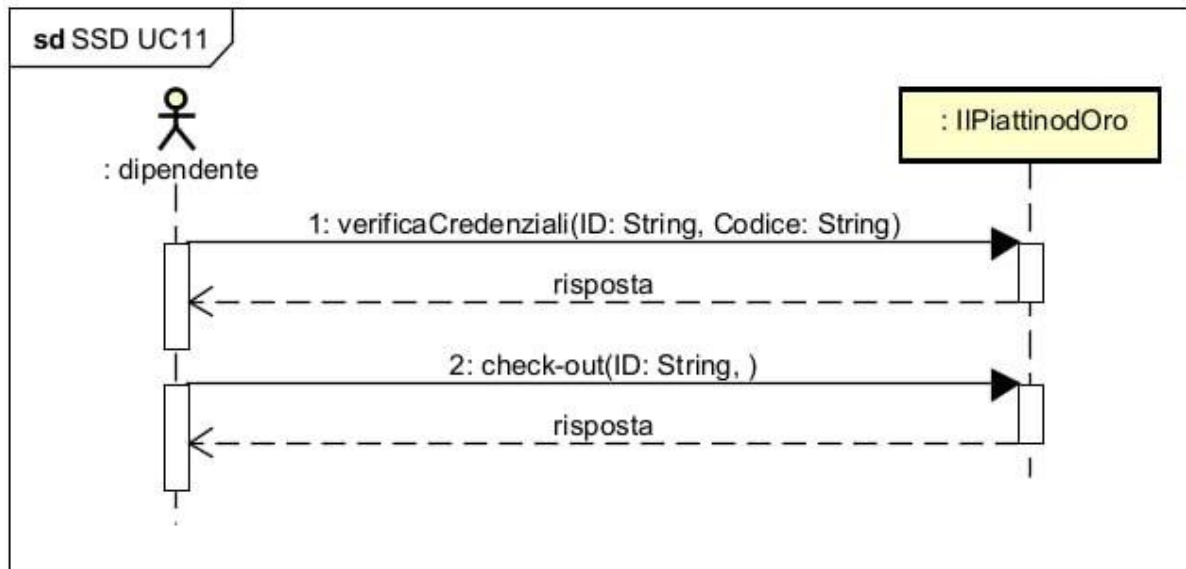 sd SSD UC11
: dipendente
: IlPiattinodOro
1: verificaCredenziali(ID: String, Codice: String)
risposta
2: check-out(ID: String, )
risposta